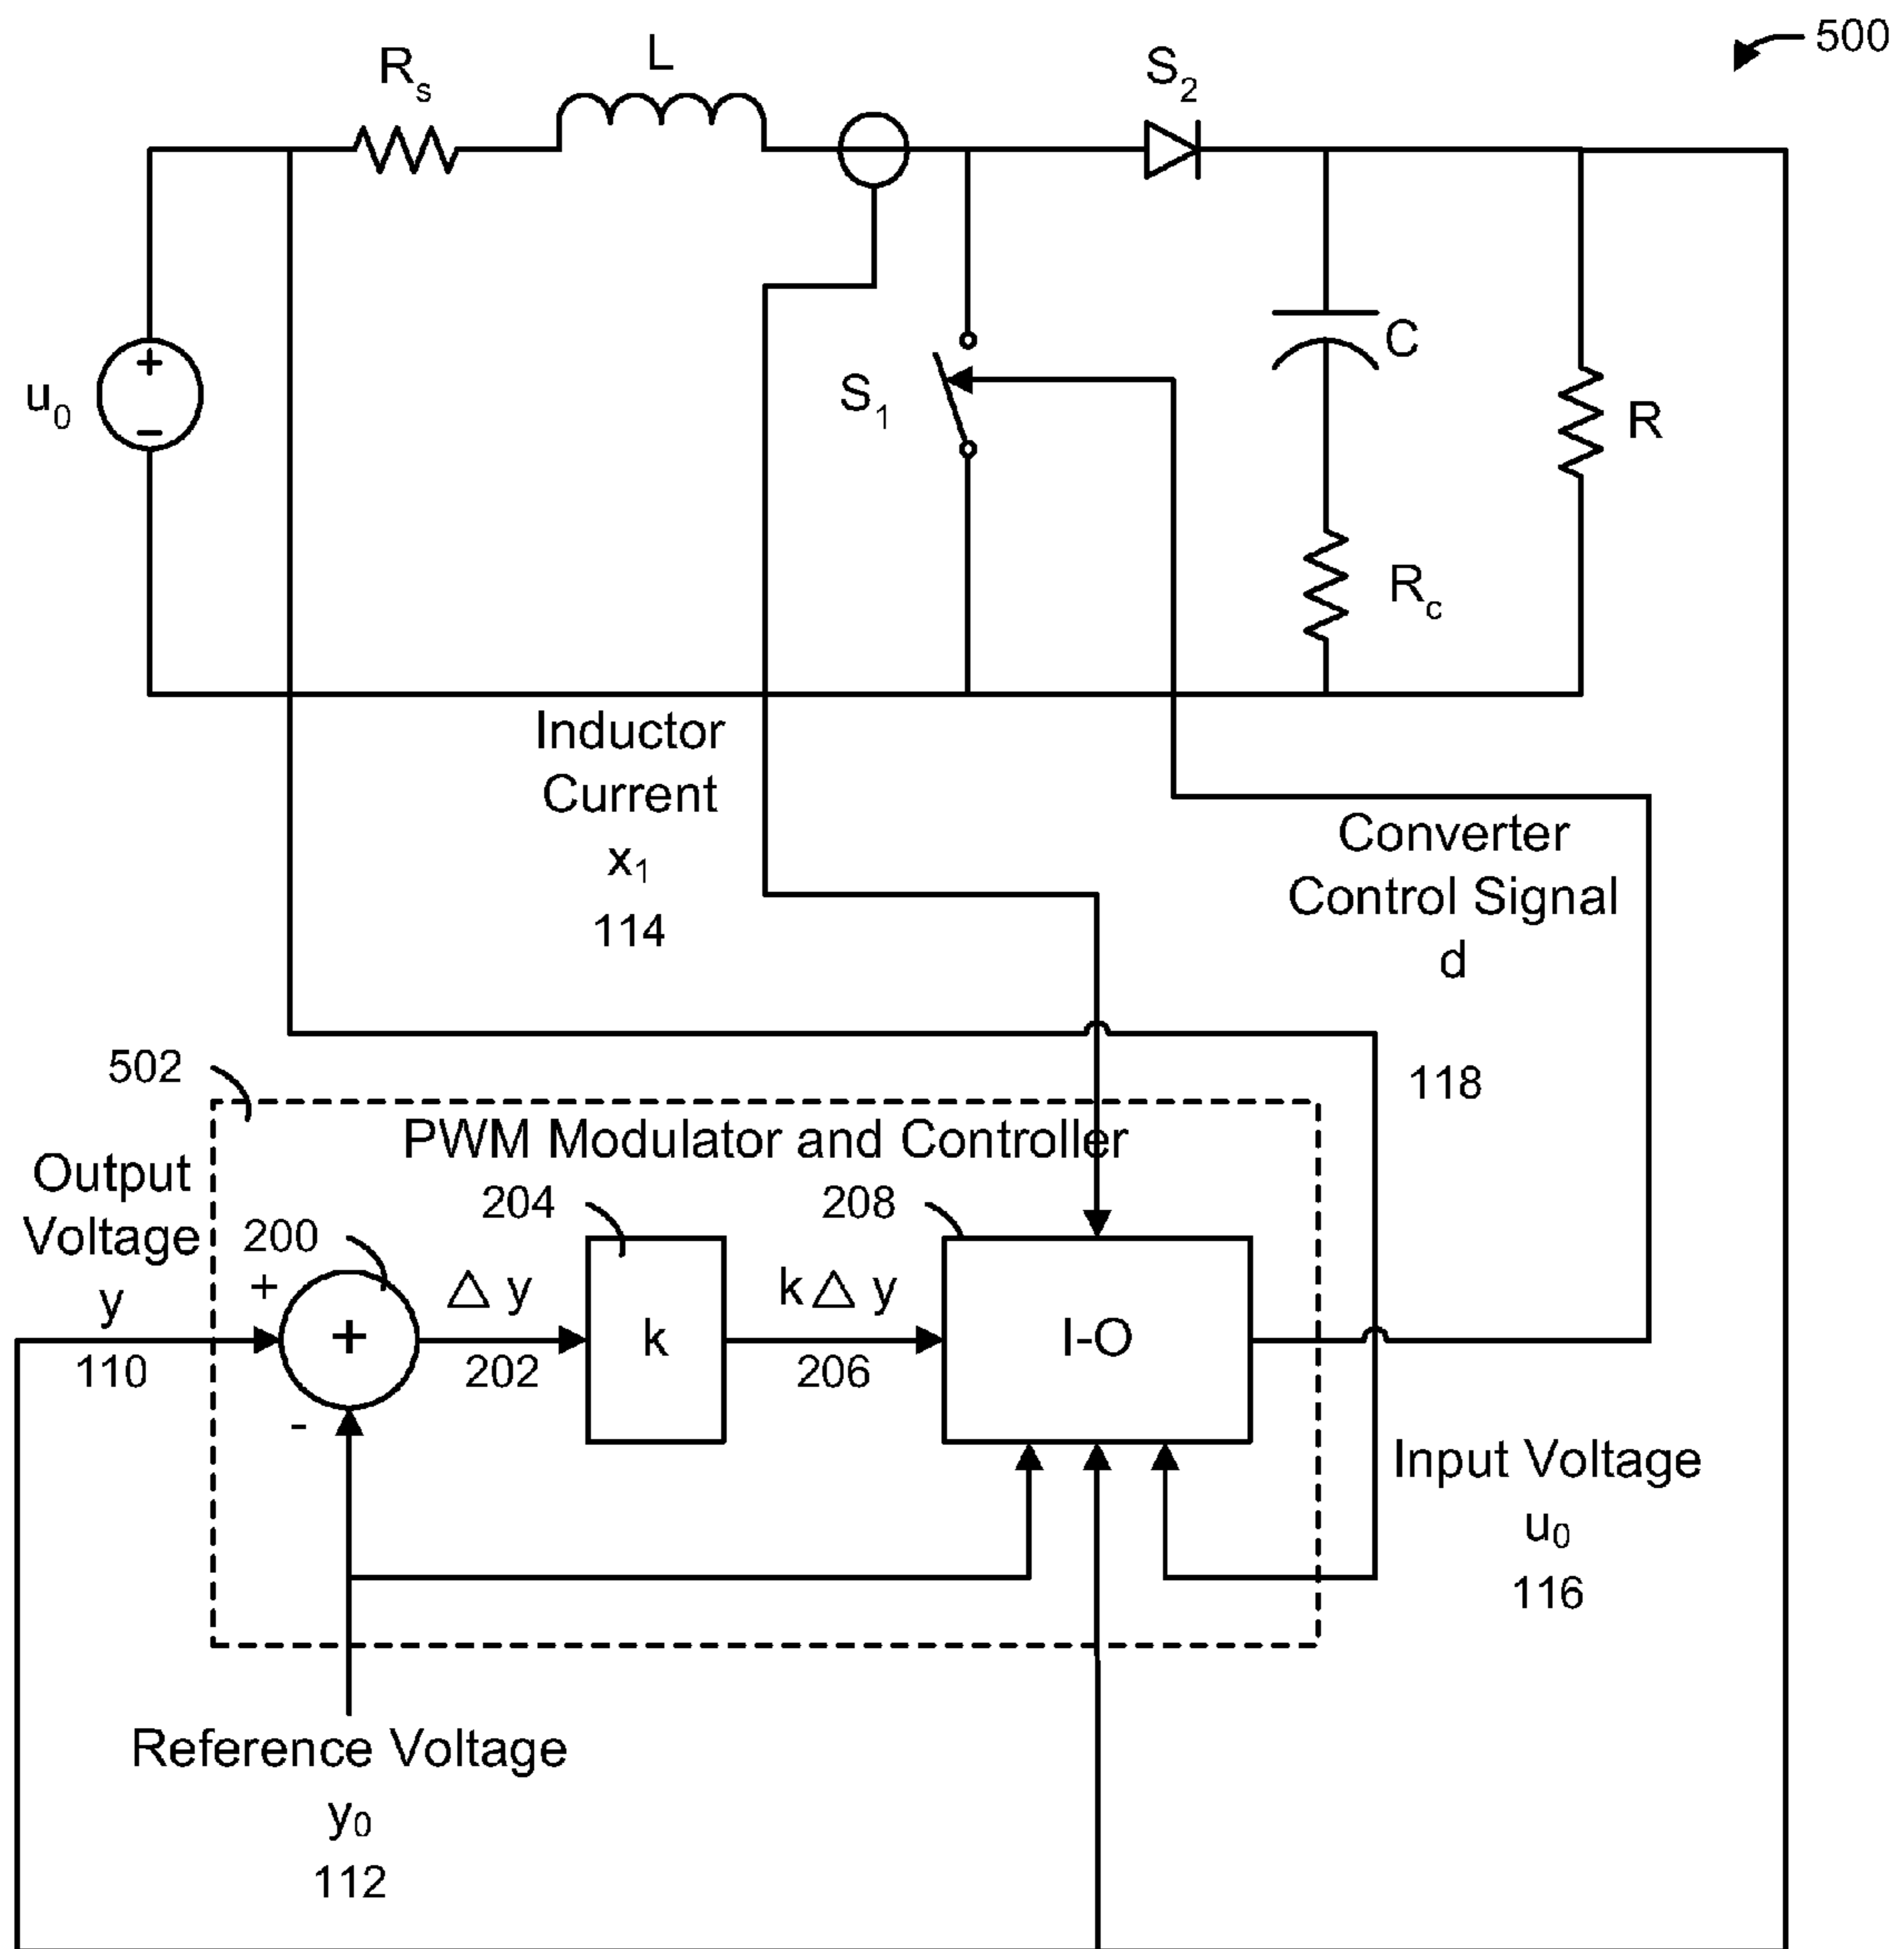 500
Rs
L
S2
+
−
u0
S1
C
R
Rc
Inductor
Current
x1
114
Converter
Control Signal
d
118
502
PWM Modulator and Controller
Output
Voltage
y
110
200
+
+
-
△ y
202
204
k
k △ y
206
208
I-O
Input Voltage
u0
116
Reference Voltage
y0
112